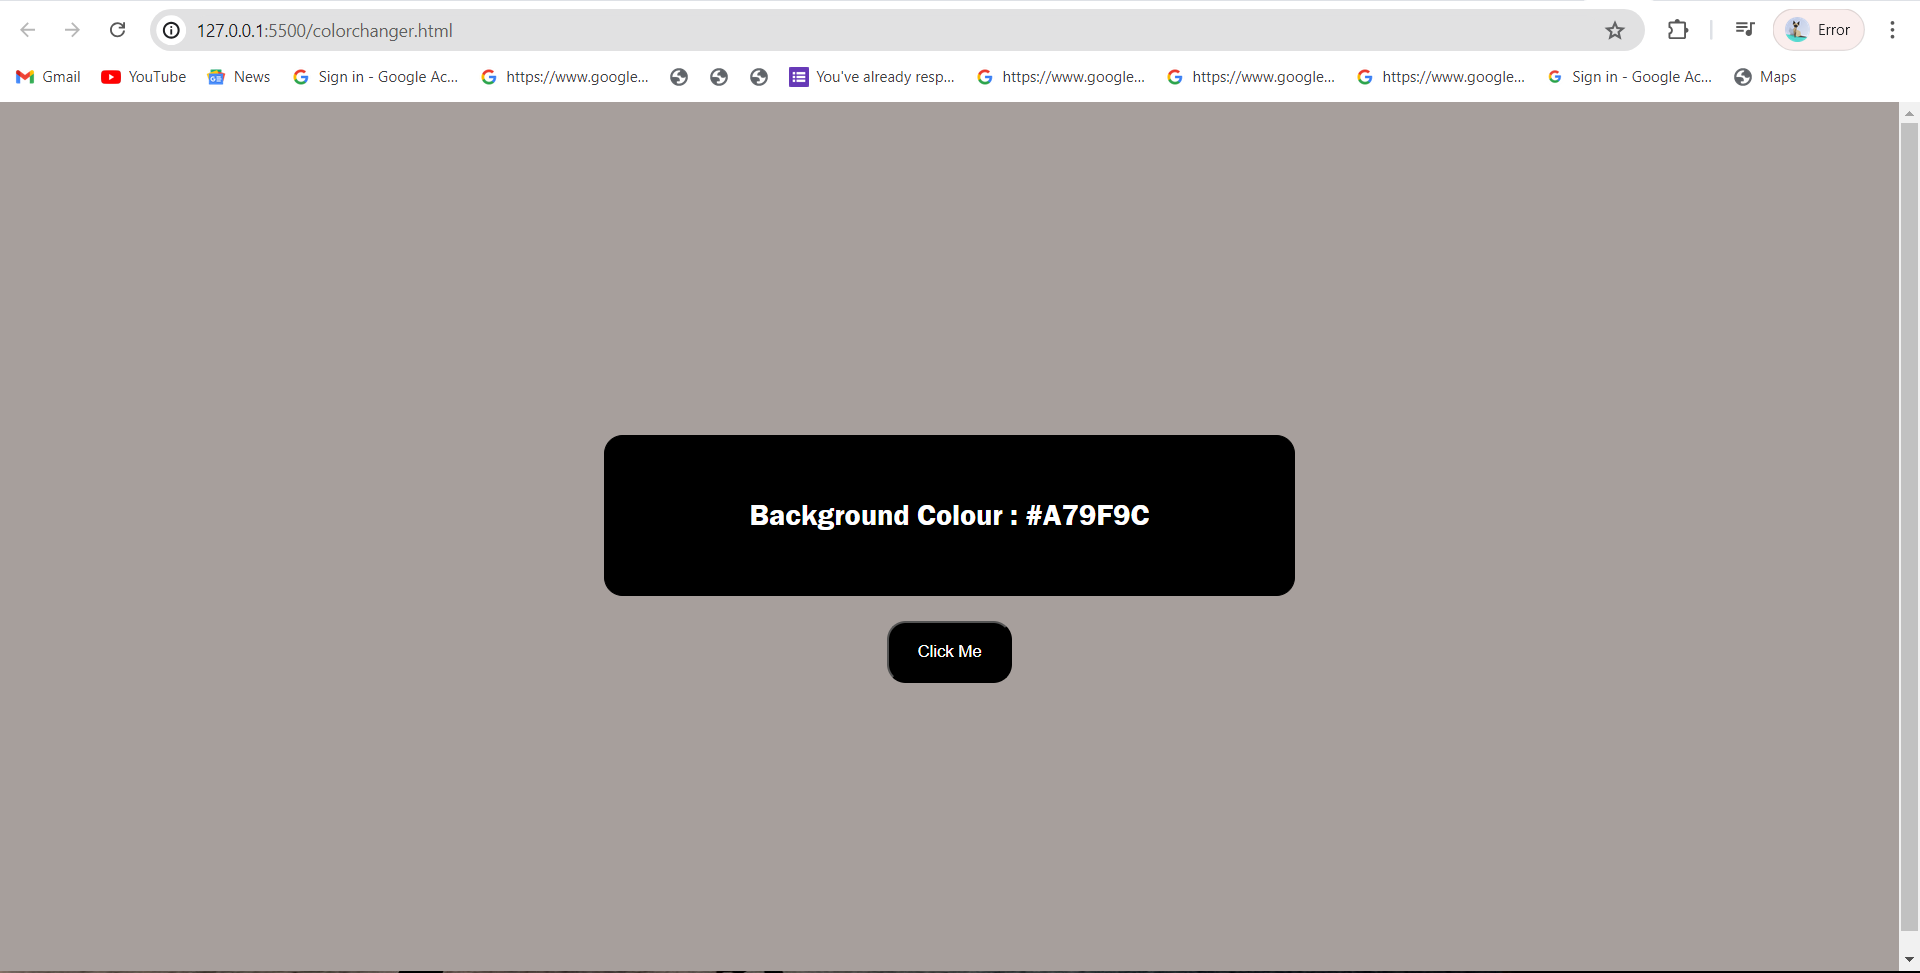 127.0.0.1:5500/colorchanger.html
Error
Gmail
YouTube
News
Sign in - Google Ac...
https://www.google...
You've already resp...
https://www.google...
https://www.google...
https://www.google...
Sign in - Google Ac...
Maps
Background Colour : #A79F9C
Click Me